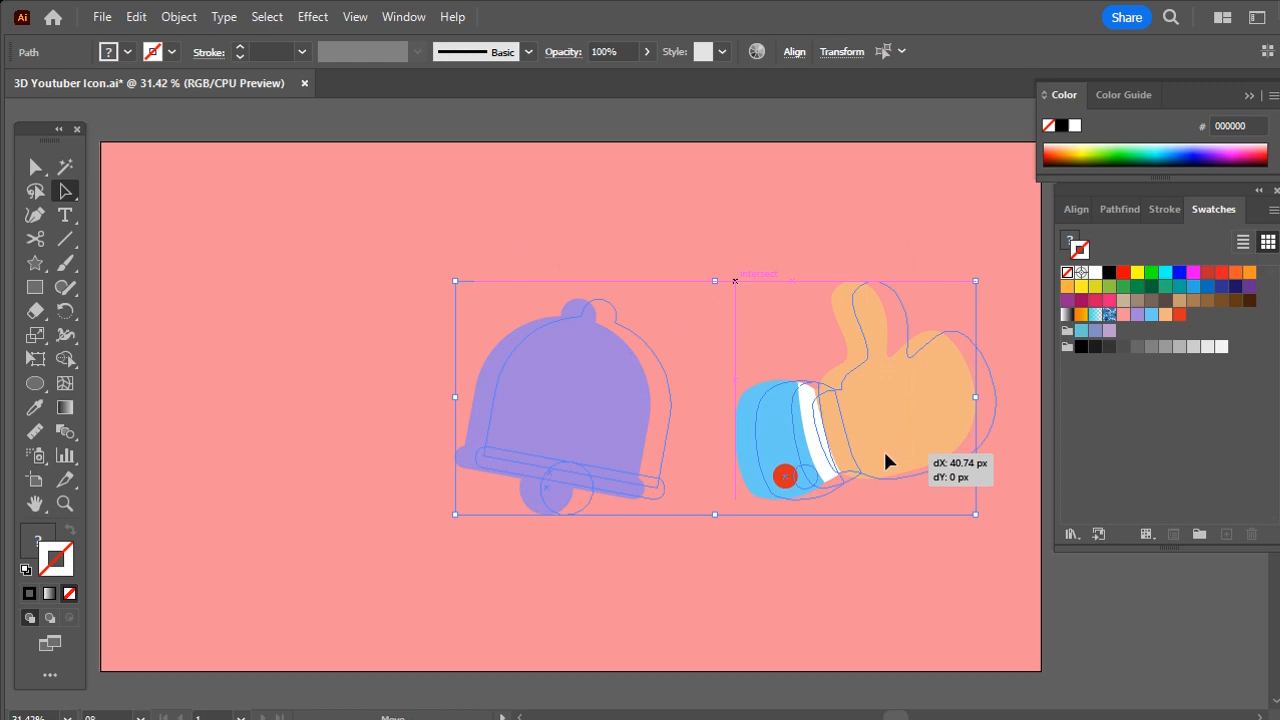 Ai File Edit Object Type Select Effect View Window Help Share
Path ? Stroke: Basic Opacity: 100% Style: Align Transform
3D Youtuber Icon.ai* @ 31.42 % (RGB/CPU Preview) ×
Color Color Guide
# 000000
Align Pathfind Stroke Swatches
?
intersect
dX: 40.74 px
dY: 0 px
?
31.42% 0° 1 Move